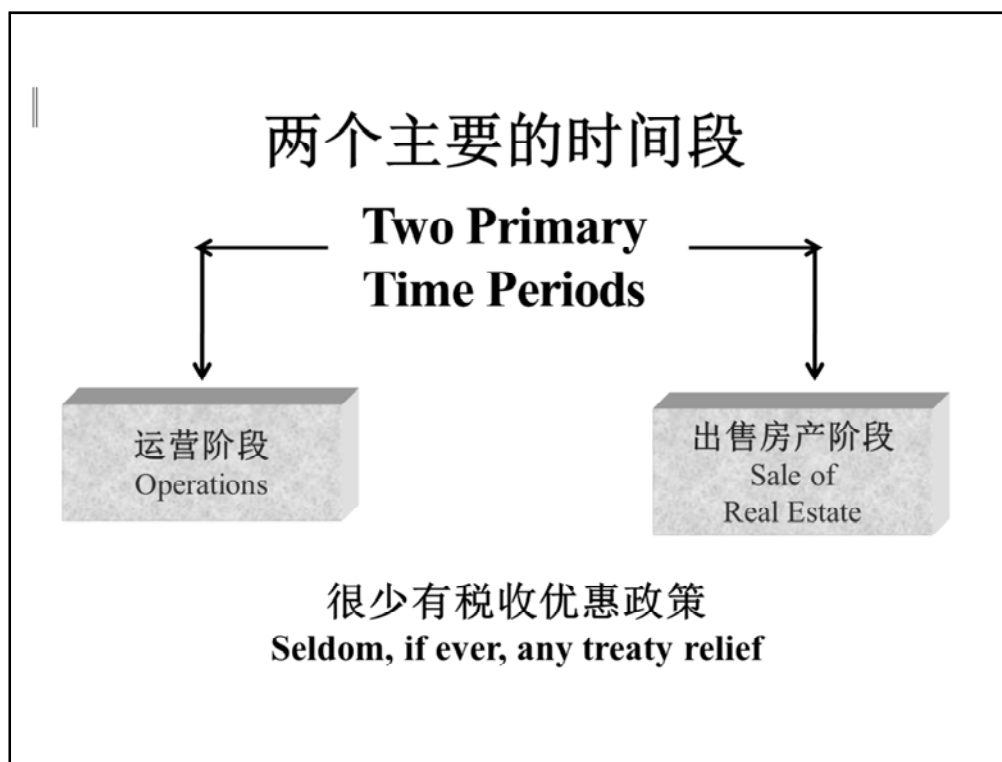 两个主要的时间段
Two Primary
Time Periods
运营阶段
Operations
出售房产阶段
Sale of
Real Estate
很少有税收优惠政策
Seldom, if ever, any treaty relief